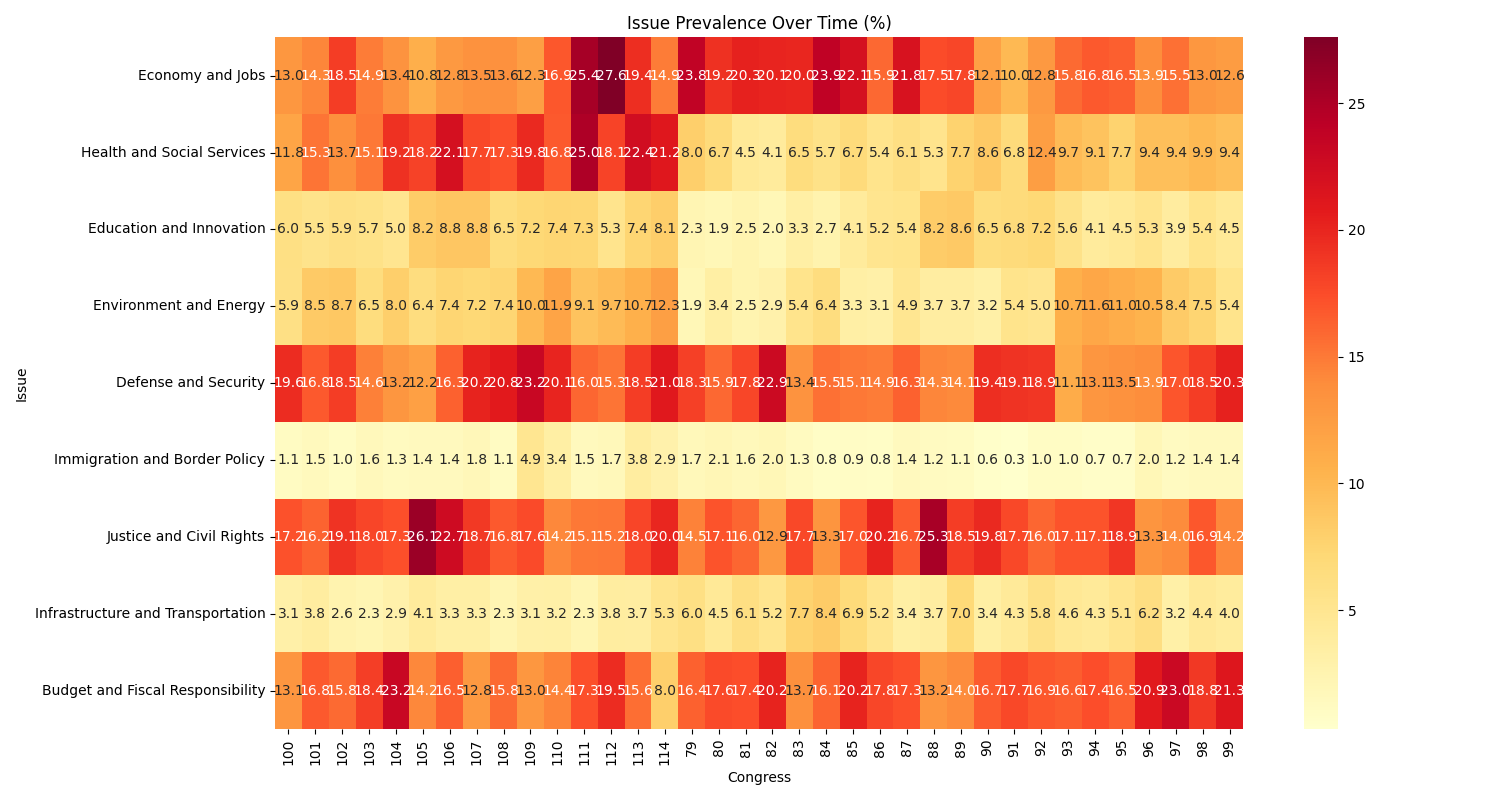 Issue Prevalence Over Time (%)
Economy and Jobs 13.0 14.3 18.5 14.9 13.4 10.8 12.8 13.5 13.6 12.3 16.9 25.4 27.6 19.4 14.9 23.8 19.2 20.3 20.1 20.0 23.9 22.1 15.9 21.8 17.5 17.8 12.1 10.0 12.8 15.8 16.8 16.5 13.9 15.5 13.0 12.6
Health and Social Services 11.8 15.3 13.7 15.1 19.2 18.2 22.1 17.7 17.3 19.8 16.8 25.0 18.1 22.4 21.2 8.0 6.7 4.5 4.1 6.5 5.7 6.7 5.4 6.1 5.3 7.7 8.6 6.8 12.4 9.7 9.1 7.7 9.4 9.4 9.9 9.4
Education and Innovation 6.0 5.5 5.9 5.7 5.0 8.2 8.8 8.8 6.5 7.2 7.4 7.3 5.3 7.4 8.1 2.3 1.9 2.5 2.0 3.3 2.7 4.1 5.2 5.4 8.2 8.6 6.5 6.8 7.2 5.6 4.1 4.5 5.3 3.9 5.4 4.5
Environment and Energy 5.9 8.5 8.7 6.5 8.0 6.4 7.4 7.2 7.4 10.0 11.9 9.1 9.7 10.7 12.3 1.9 3.4 2.5 2.9 5.4 6.4 3.3 3.1 4.9 3.7 3.7 3.2 5.4 5.0 10.7 11.6 11.0 10.5 8.4 7.5 5.4
Defense and Security 19.6 16.8 18.5 14.6 13.2 12.2 16.3 20.2 20.8 23.2 20.1 16.0 15.3 18.5 21.0 18.3 15.9 17.8 22.9 13.4 15.5 15.1 14.9 16.3 14.3 14.1 19.4 19.1 18.9 11.1 13.1 13.5 13.9 17.0 18.5 20.3
Immigration and Border Policy 1.1 1.5 1.0 1.6 1.3 1.4 1.4 1.8 1.1 4.9 3.4 1.5 1.7 3.8 2.9 1.7 2.1 1.6 2.0 1.3 0.8 0.9 0.8 1.4 1.2 1.1 0.6 0.3 1.0 1.0 0.7 0.7 2.0 1.2 1.4 1.4
Justice and Civil Rights 17.2 16.2 19.1 18.0 17.3 26.1 22.7 18.7 16.8 17.6 14.2 15.1 15.2 18.0 20.0 14.5 17.1 16.0 12.9 17.7 13.3 17.0 20.2 16.7 25.3 18.5 19.8 17.7 16.0 17.1 17.1 18.9 13.3 14.0 16.9 14.2
Infrastructure and Transportation 3.1 3.8 2.6 2.3 2.9 4.1 3.3 3.3 2.3 3.1 3.2 2.3 3.8 3.7 5.3 6.0 4.5 6.1 5.2 7.7 8.4 6.9 5.2 3.4 3.7 7.0 3.4 4.3 5.8 4.6 4.3 5.1 6.2 3.2 4.4 4.0
Budget and Fiscal Responsibility 13.1 16.8 15.8 18.4 23.2 14.2 16.5 12.8 15.8 13.0 14.4 17.3 19.5 15.6 8.0 16.4 17.6 17.4 20.2 13.7 16.1 20.2 17.8 17.3 13.2 14.0 16.7 17.7 16.9 16.6 17.4 16.5 20.9 23.0 18.8 21.3
100 101 102 103 104 105 106 107 108 109 110 111 112 113 114 79 80 81 82 83 84 85 86 87 88 89 90 91 92 93 94 95 96 97 98 99
Congress
Issue
25
20
15
10
5